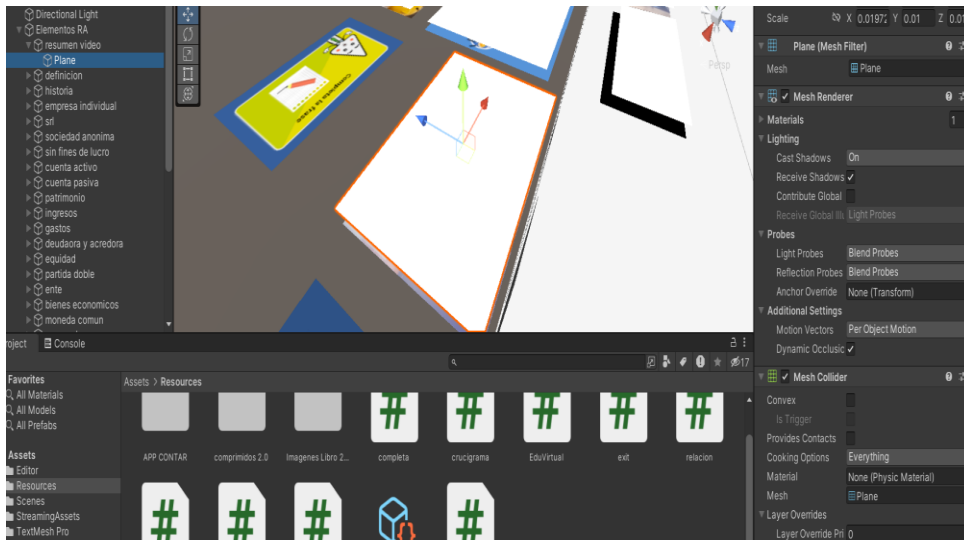 Directional Light
Elementos RA
resumen video
Plane
definicion
historia
empresa individual
srl
sociedad anonima
sin fines de lucro
cuenta activo
cuenta pasiva
patrimonio
ingresos
gastos
deudaora y acredora
equidad
partida doble
ente
bienes economicos
moneda comun
Persp
Completa la frase
Scale X 0.01972 Y 0.01 Z 0.01
Plane (Mesh Filter)
Mesh Plane
Mesh Renderer
Materials 1
Lighting
Cast Shadows On
Receive Shadows
Contribute Global
Receive Global Illu Light Probes
Probes
Light Probes Blend Probes
Reflection Probes Blend Probes
Anchor Override None (Transform)
Additional Settings
Motion Vectors Per Object Motion
Dynamic Occlusic
Mesh Collider
Convex
Is Trigger
Provides Contacts
Cooking Options Everything
Material None (Physic Material)
Mesh Plane
Layer Overrides
Layer Override Pri 0
roject Console
17
Favorites
All Materials
All Models
All Prefabs
Assets
Editor
Resources
Scenes
StreamingAssets
TextMesh Pro
Assets > Resources
APP CONTAR comprimidos 2.0 Imagenes Libro 2... completa crucigrama EduVirtual exit relacion